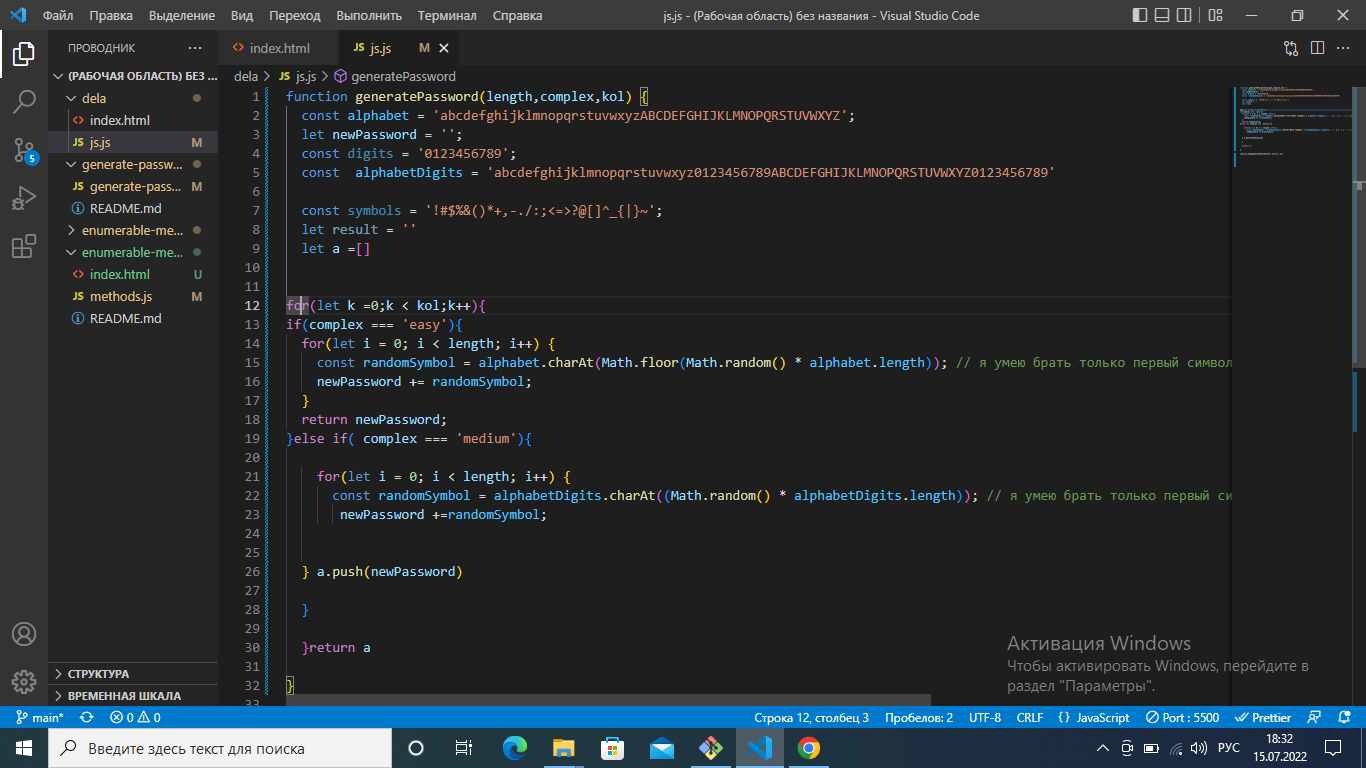 Файл Правка Выделение Вид Переход Выполнить Терминал Справка js.js - (Рабочая область) без названия - Visual Studio Code
ПРОВОДНИК ··· <> index.html JS js.js M
(РАБОЧАЯ ОБЛАСТЬ) БЕЗ ... dela > JS js.js > generatePassword
dela
index.html
JS js.js M
generate-passw...
JS generate-pass... M
README.md
enumerable-me...
enumerable-me...
<> index.html U
JS methods.js M
README.md
5
1 function generatePassword(length,complex,kol) {
2 const alphabet = 'abcdefghijklmnopqrstuvwxyzABCDEFGHIJKLMNOPQRSTUVWXYZ';
3 let newPassword = '';
4 const digits = '0123456789';
5 const  alphabetDigits = 'abcdefghijklmnopqrstuvwxyz0123456789ABCDEFGHIJKLMNOPQRSTUVWXYZ0123456789'
6
7 const symbols = '!#$%&()*+,-./:;<=>?@[]^_{|}~';
8 let result = ''
9 let a =[]
10
11
12 for(let k =0;k < kol;k++){
13 if(complex === 'easy'){
14 for(let i = 0; i < length; i++) {
15 const randomSymbol = alphabet.charAt(Math.floor(Math.random() * alphabet.length)); // я умею брать только первый символ
16 newPassword += randomSymbol;
17 }
18 return newPassword;
19 }else if( complex === 'medium'){
20
21 for(let i = 0; i < length; i++) {
22 const randomSymbol = alphabetDigits.charAt((Math.random() * alphabetDigits.length)); // я умею брать только первый си
23 newPassword +=randomSymbol;
24
25
26 } a.push(newPassword)
27
28 }
29
30 }return a
31
32 }
33
СТРУКТУРА
ВРЕМЕННАЯ ШКАЛА
Активация Windows
Чтобы активировать Windows, перейдите в
раздел "Параметры".
main* 0 0 Строка 12, столбец 3 Пробелов: 2 UTF-8 CRLF {} JavaScript Port : 5500 Prettier
Введите здесь текст для поиска РУС 18:32
15.07.2022